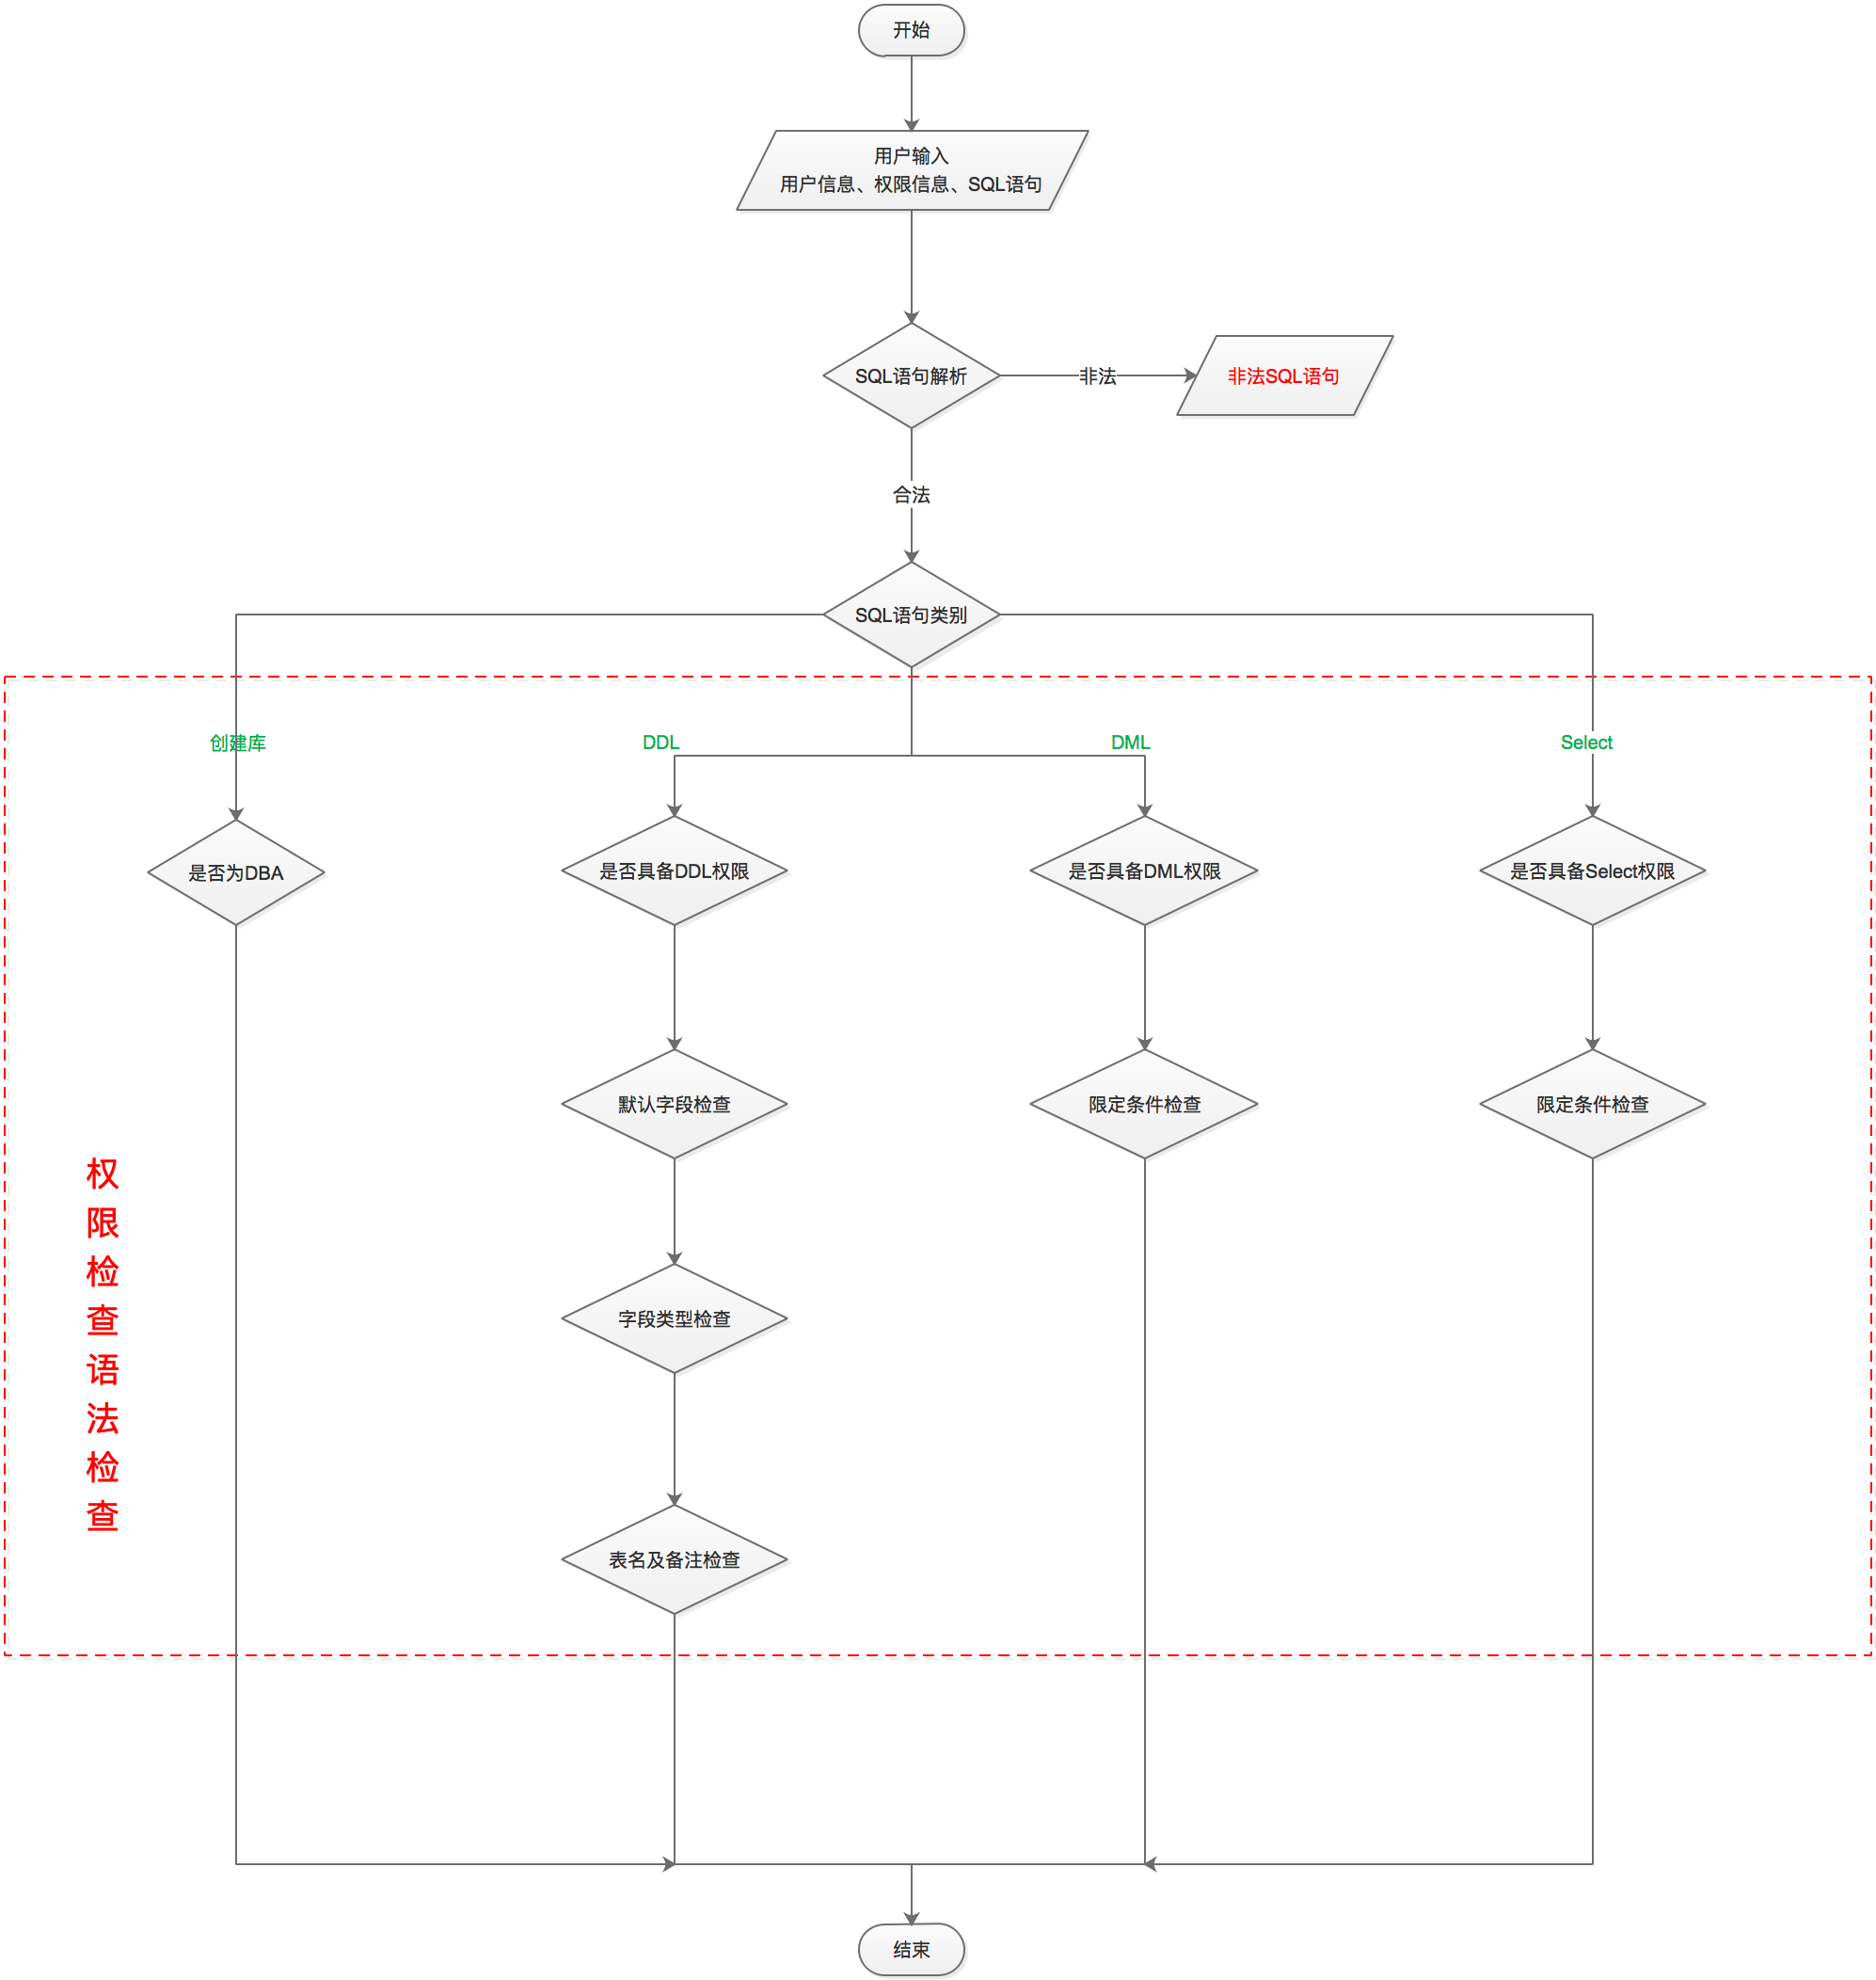 开始
用户输入
用户信息、权限信息、SQL语句
SQL语句解析
非法
非法SQL语句
合法
SQL语句类别
创建库
DDL
DML
Select
是否为DBA
是否具备DDL权限
是否具备DML权限
是否具备Select权限
默认字段检查
限定条件检查
限定条件检查
权
限
检
查
语
法
检
查
字段类型检查
表名及备注检查
结束